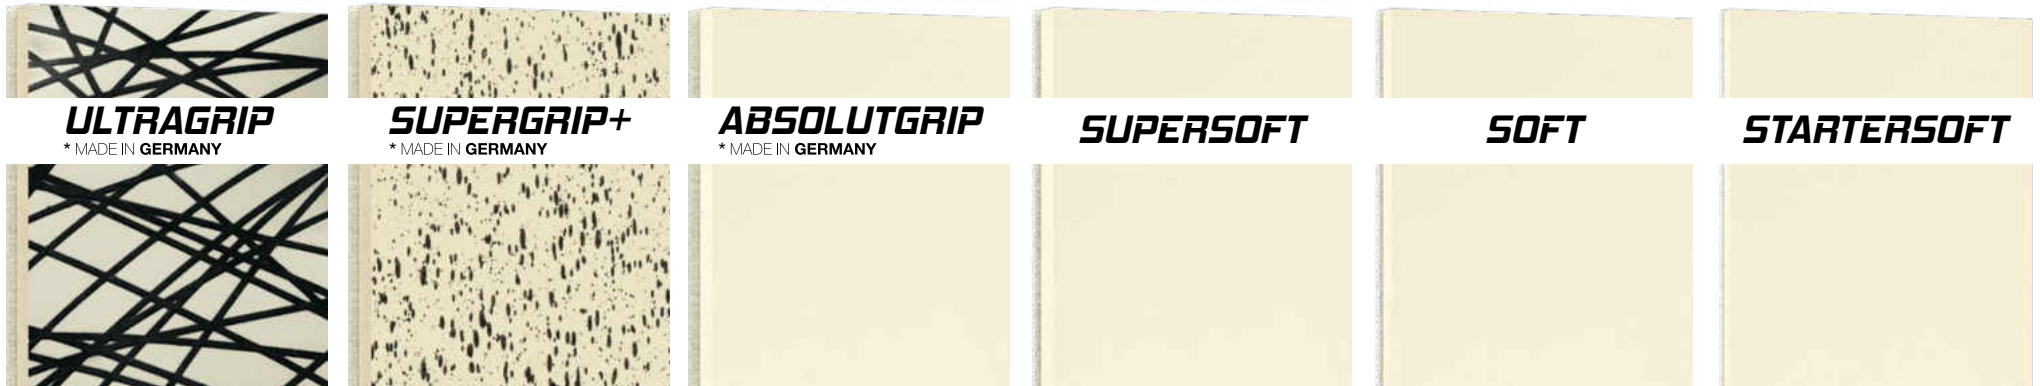 ULTRAGRIP
* MADE IN GERMANY
SUPERGRIP+
* MADE IN GERMANY
ABSOLUTGRIP
* MADE IN GERMANY
SUPERSOFT
SOFT
STARTERSOFT